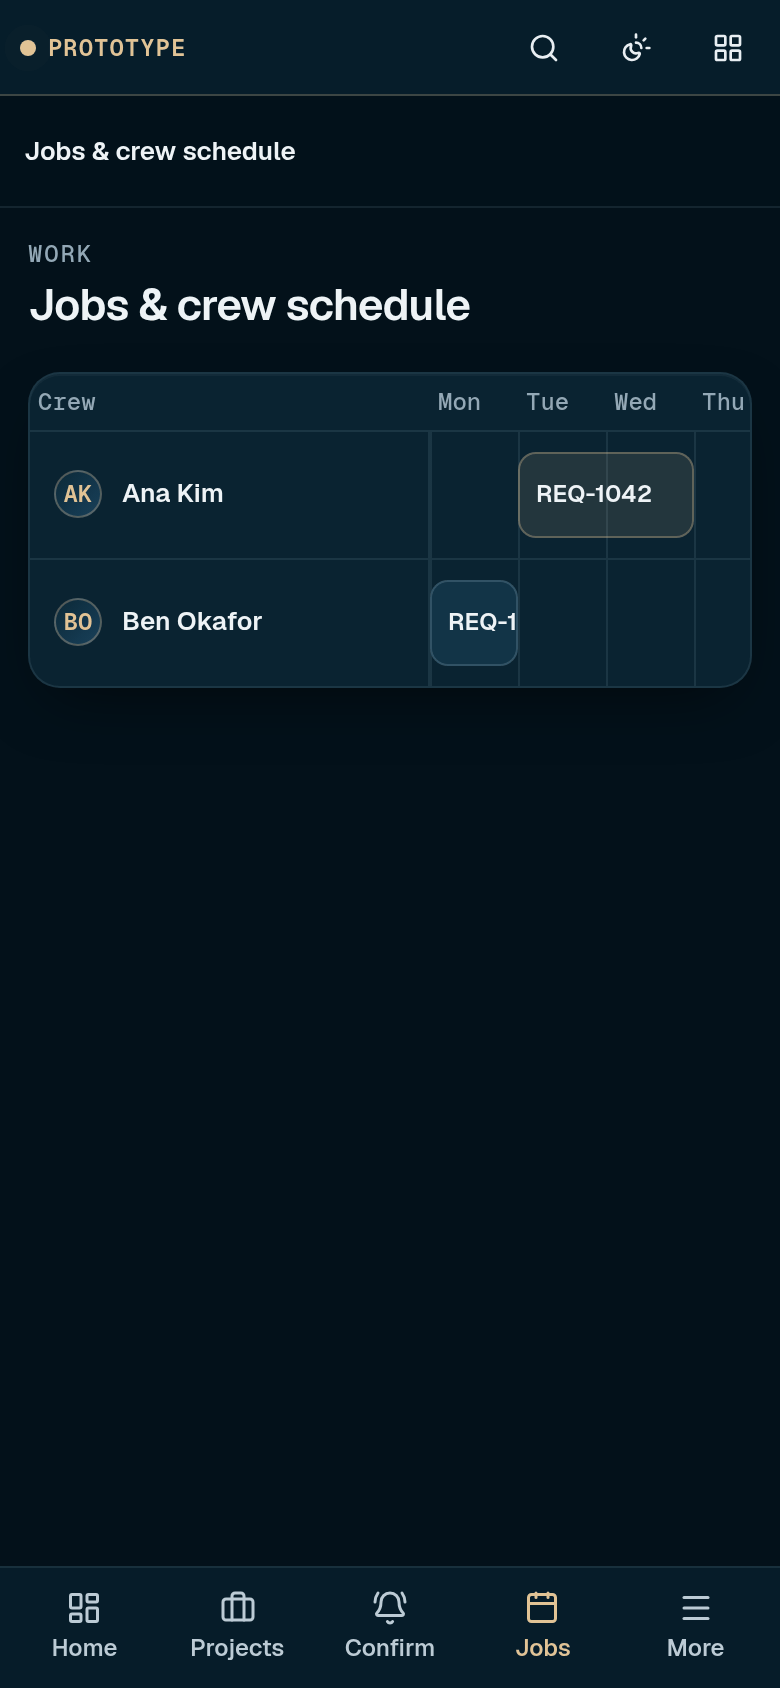 PROTOTYPE
Jobs & crew schedule
WORK
Jobs & crew schedule
Crew Mon Tue Wed Thu
AK Ana Kim REQ-1042
BO Ben Okafor REQ-1
Home Projects Confirm Jobs More